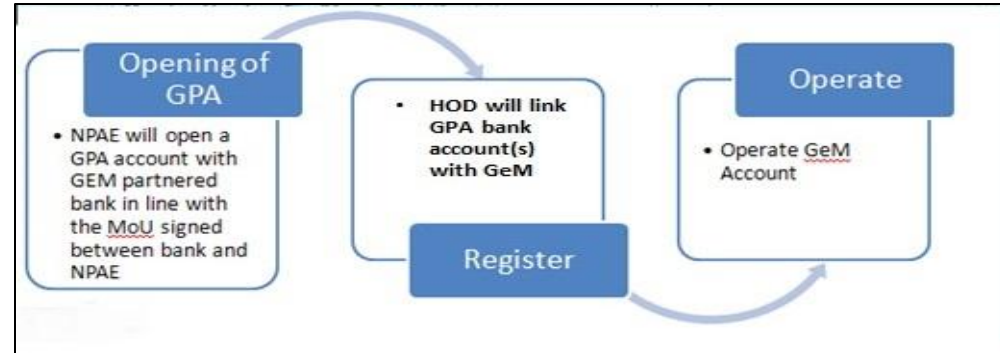 Opening of
GPA
• NPAE will open a
GPA account with
GEM partnered
bank in line with
the MoU signed
between bank and
NPAE
• HOD will link
GPA bank
account(s)
with GeM
Register
Operate
• Operate GeM
Account